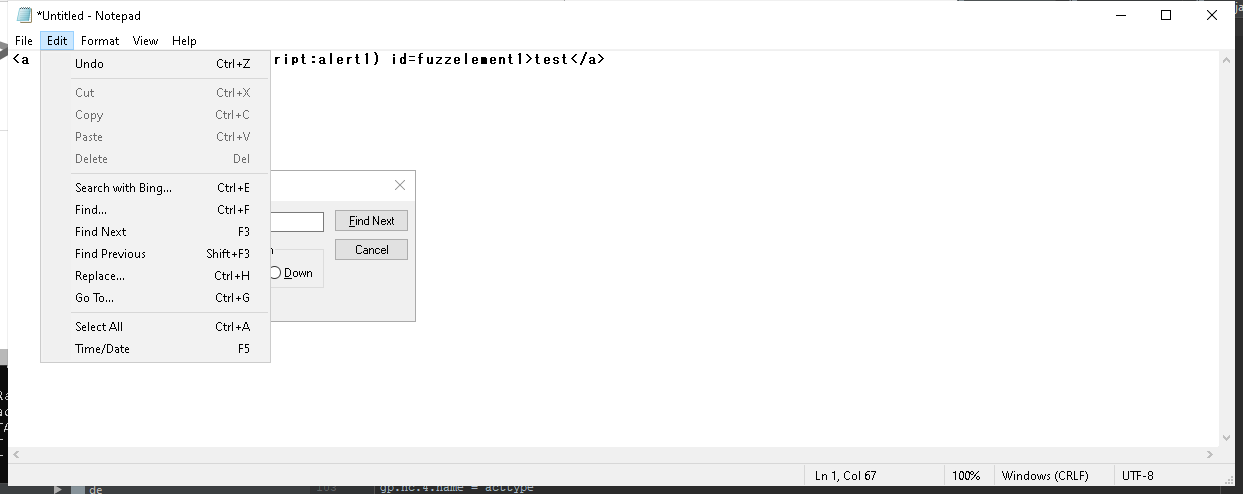 *Untitled - Notepad
File Edit Format View Help
<a ript:alert1) id=fuzzelement1>test</a>
Undo Ctrl+Z
Cut Ctrl+X
Copy Ctrl+C
Paste Ctrl+V
Delete Del
Search with Bing... Ctrl+E
Find... Ctrl+F
Find Next F3
Find Previous Shift+F3
Replace... Ctrl+H
Go To... Ctrl+G
Select All Ctrl+A
Time/Date F5
Find Next
Cancel
Down
Ln 1, Col 67 100% Windows (CRLF) UTF-8
de
gp.nc.4.name = acctype